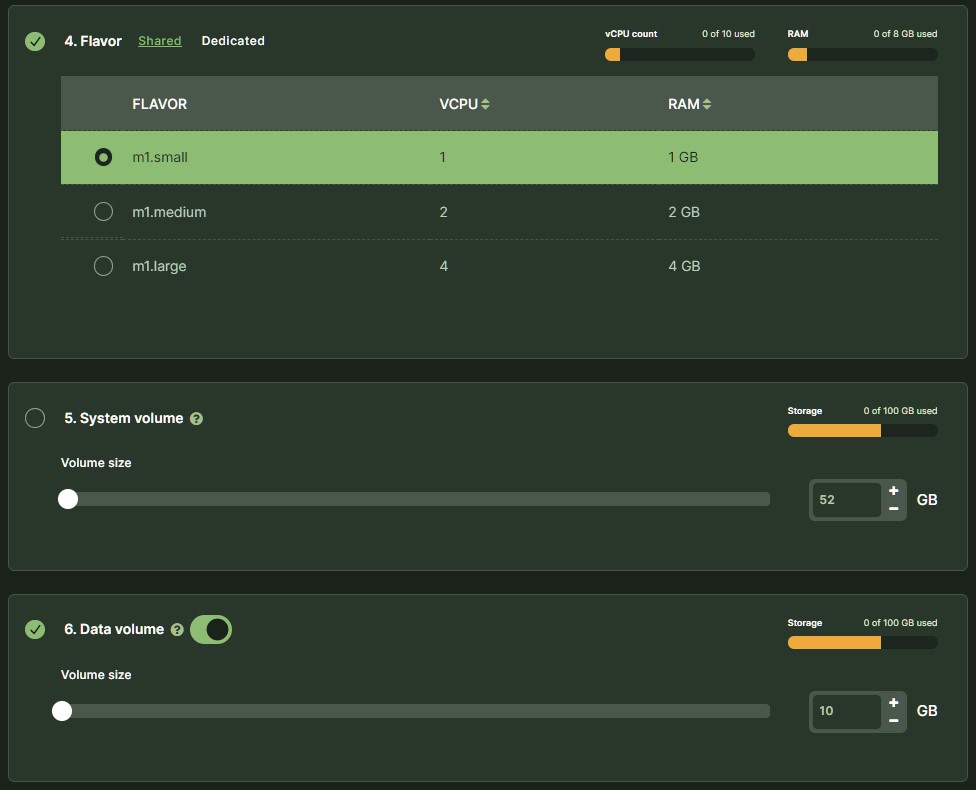 4. Flavor Shared Dedicated vCPU count 0 of 10 used RAM 0 of 8 GB used
FLAVOR VCPU RAM
m1.small 1 1 GB
m1.medium 2 2 GB
m1.large 4 4 GB
5. System volume ? Storage 0 of 100 GB used
Volume size
52 + − GB
6. Data volume ? Storage 0 of 100 GB used
Volume size
10 + − GB